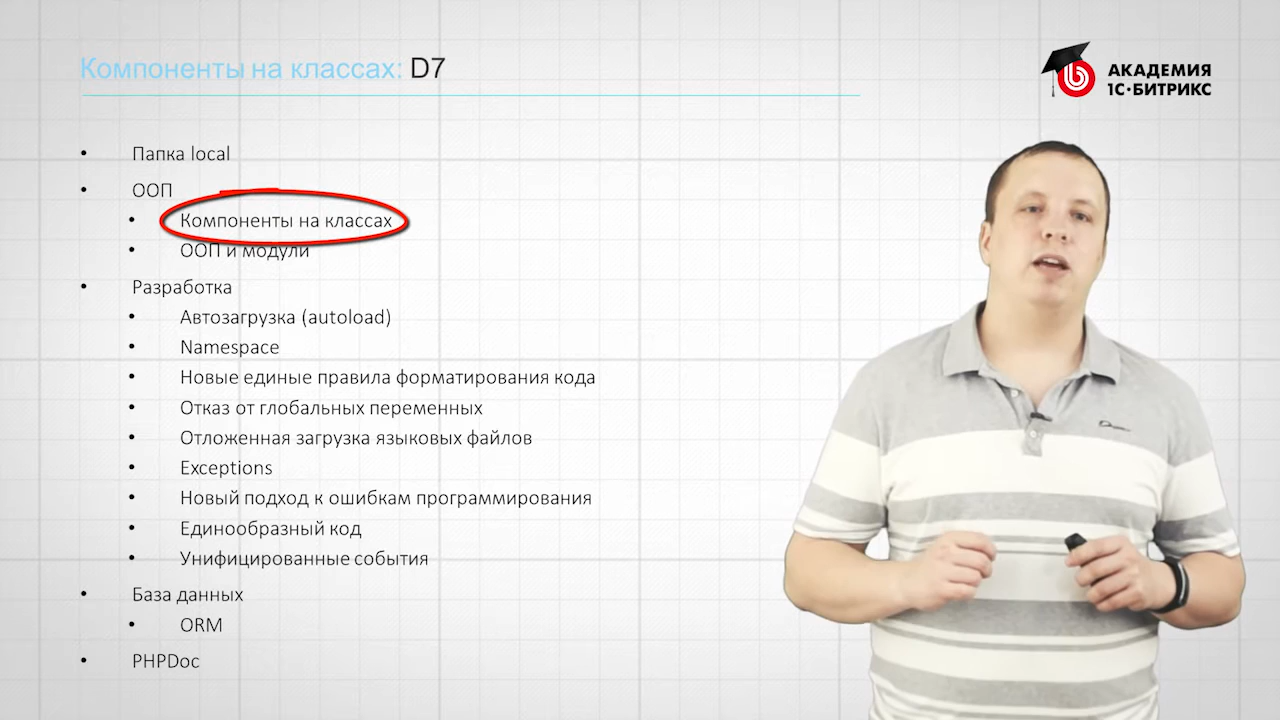 Компоненты на классах: D7
АКАДЕМИЯ
1С·БИТРИКС
Папка local
ООП
Компоненты на классах
ООП и модули
Разработка
Автозагрузка (autoload)
Namespace
Новые единые правила форматирования кода
Отказ от глобальных переменных
Отложенная загрузка языковых файлов
Exceptions
Новый подход к ошибкам программирования
Единообразный код
Унифицированные события
База данных
ORM
PHPDoc